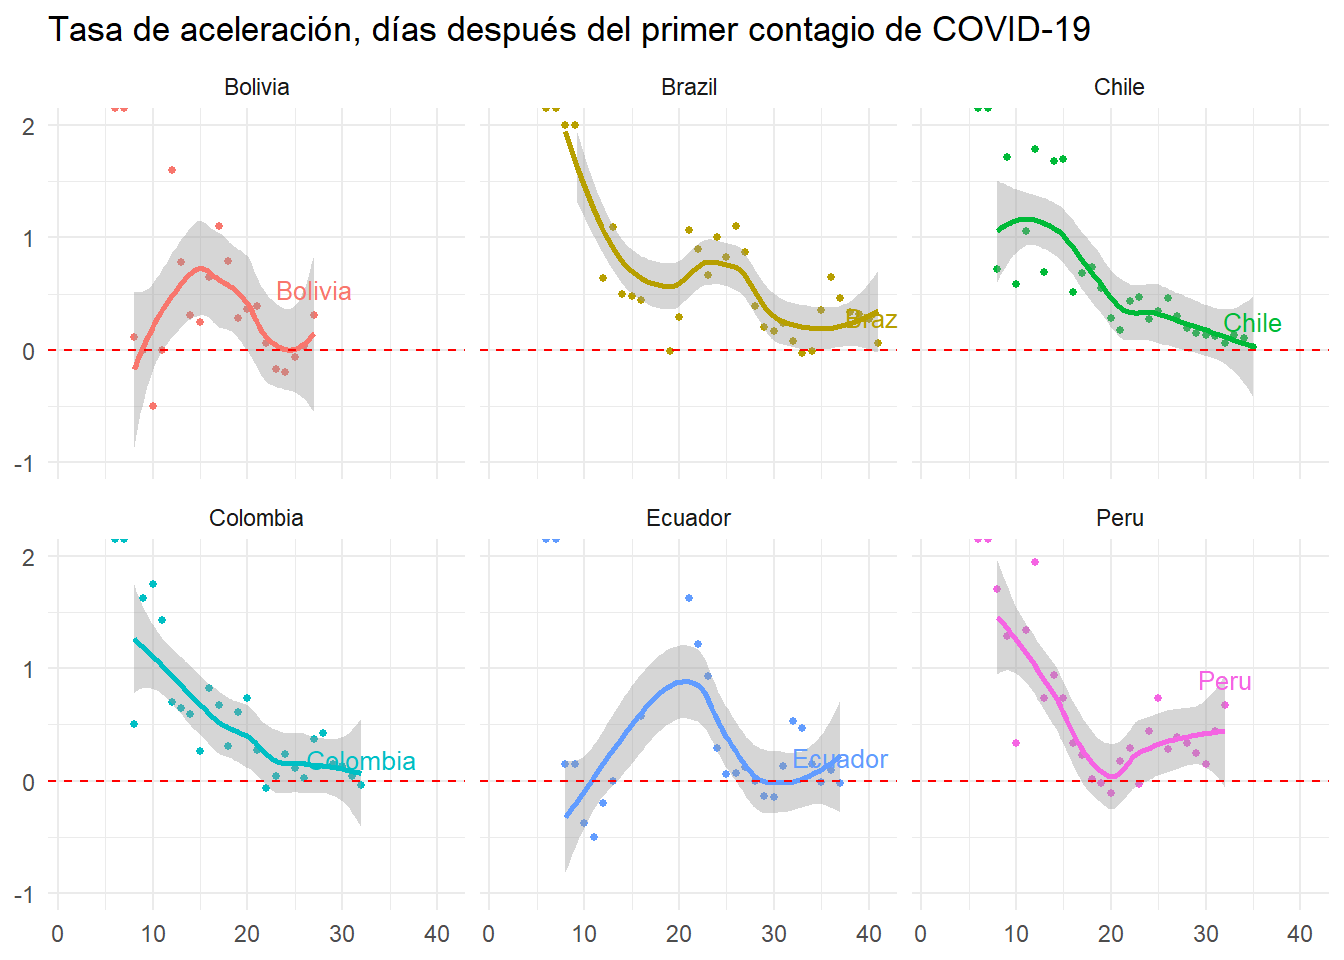 Tasa de aceleración, días después del primer contagio de COVID-19
Bolivia Brazil Chile
2
1
0
-1
Bolivia
Braz
Chile
Colombia Ecuador Peru
2
1
0
-1
Colombia
Ecuador
Peru
0 10 20 30 40 0 10 20 30 40 0 10 20 30 40